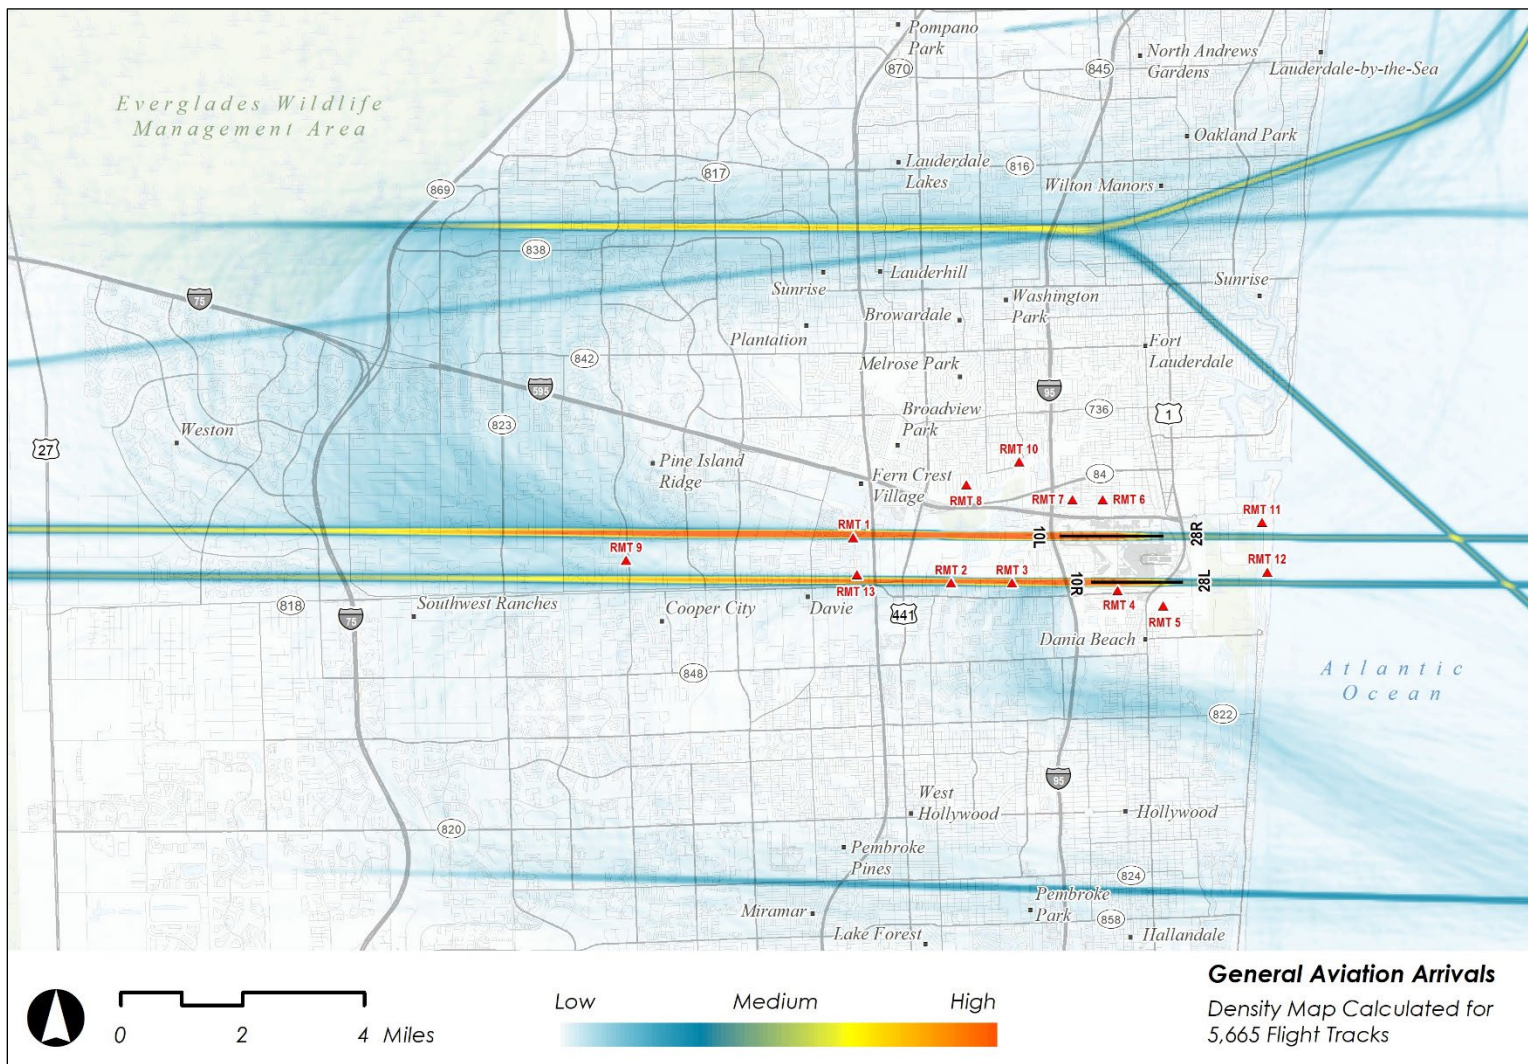 Pompano
Park
870
845
North Andrews
Gardens
Lauderdale-by-the-Sea
Everglades Wildlife
Management Area
Oakland Park
Lauderdale
Lakes
816
817
869
Wilton Manors
838
Sunrise
Lauderhill
Sunrise
75
Washington
Park
Browardale
Plantation
Fort
Lauderdale
842
Melrose Park
595
95
736
1
823
Broadview
Park
27
Weston
Pine Island
Ridge
RMT 10
84
Fern Crest
Village
RMT 8
RMT 7
RMT 6
RMT 11
RMT 1
10L
28R
RMT 9
RMT 12
RMT 13
RMT 2
RMT 3
10R
28L
RMT 4
RMT 5
818
Southwest Ranches
75
Cooper City
Davie
441
Dania Beach
848
Atlantic
Ocean
822
95
West
Hollywood
Hollywood
820
Pembroke
Pines
824
Pembroke
Park
Miramar
858
Lake Forest
Hallandale
0 2 4 Miles
Low Medium High
General Aviation Arrivals
Density Map Calculated for
5,665 Flight Tracks